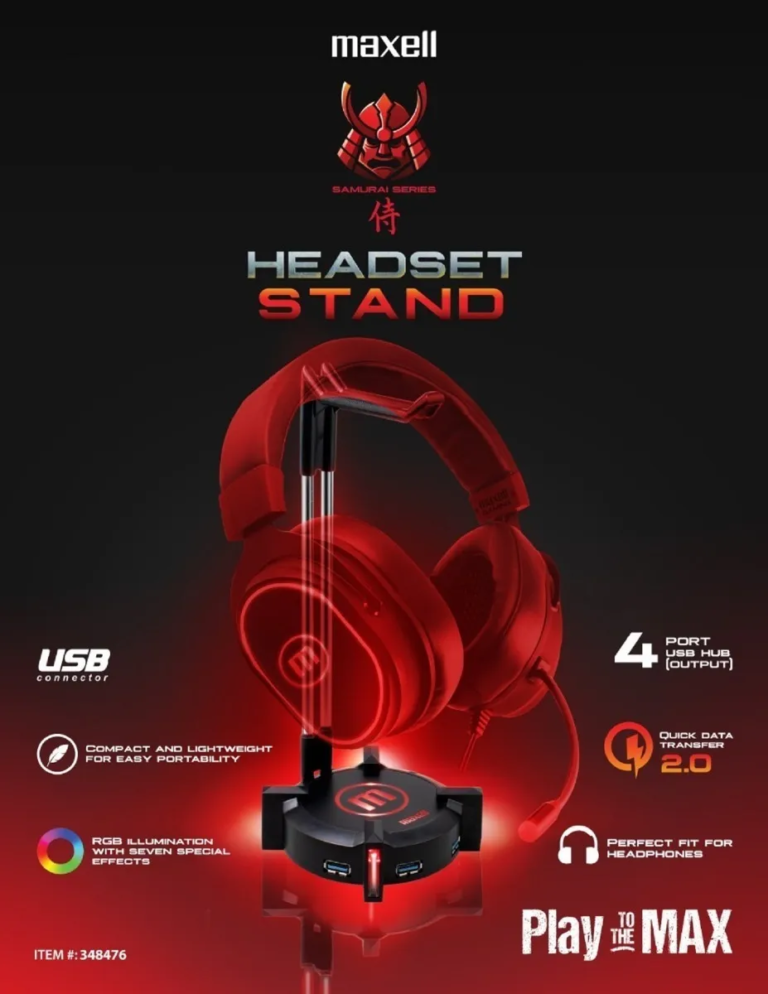 maxell
SAMURAI SERIES
侍
HEADSET
STAND
USB
connector
4 PORT
USB HUB
(OUTPUT)
COMPACT AND LIGHTWEIGHT
FOR EASY PORTABILITY
QUICK DATA
TRANSFER
2.0
RGB ILLUMINATION
WITH SEVEN SPECIAL
EFFECTS
PERFECT FIT FOR
HEADPHONES
Play TO THE MAX
ITEM #: 348476